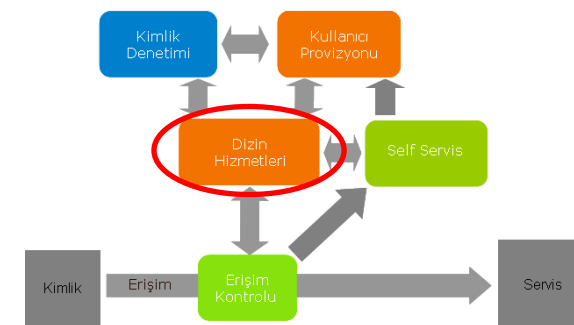 Kimlik
Denetimi
Kullanıcı
Provizyonu
Dizin
Hizmetleri
Self Servis
Kimlik
Erişim
Erişim
Kontrolu
Servis